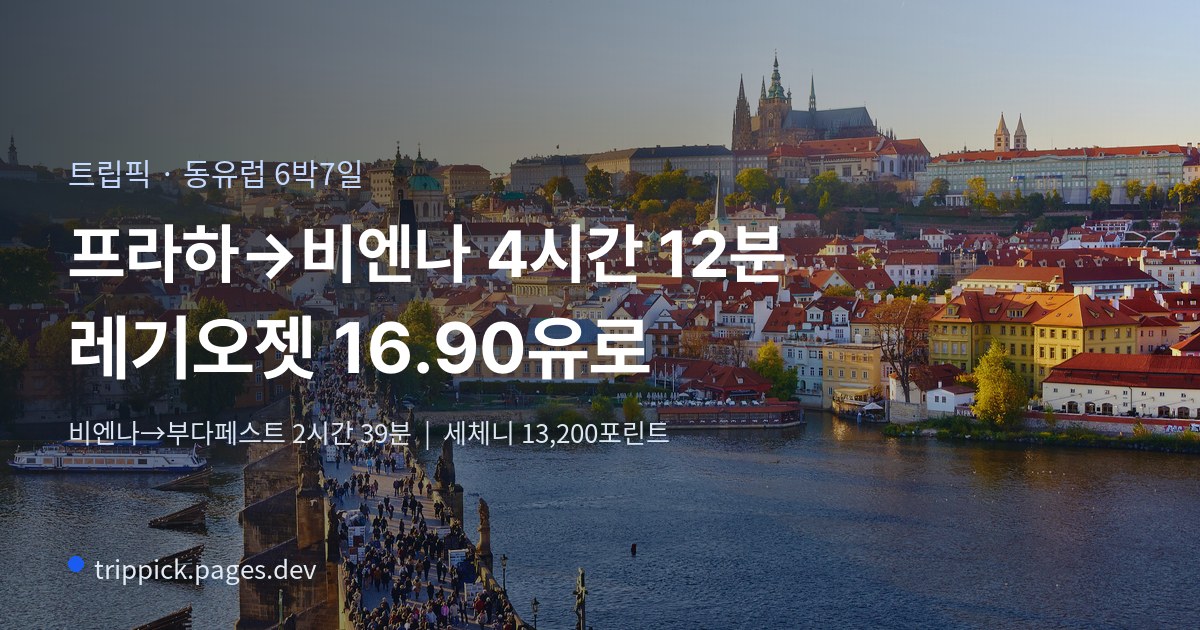 트립픽 · 동유럽 6박7일
프라하→비엔나 4시간 12분
레기오젯 16.90유로
비엔나→부다페스트 2시간 39분 | 세체니 13,200포린트
trippick.pages.dev